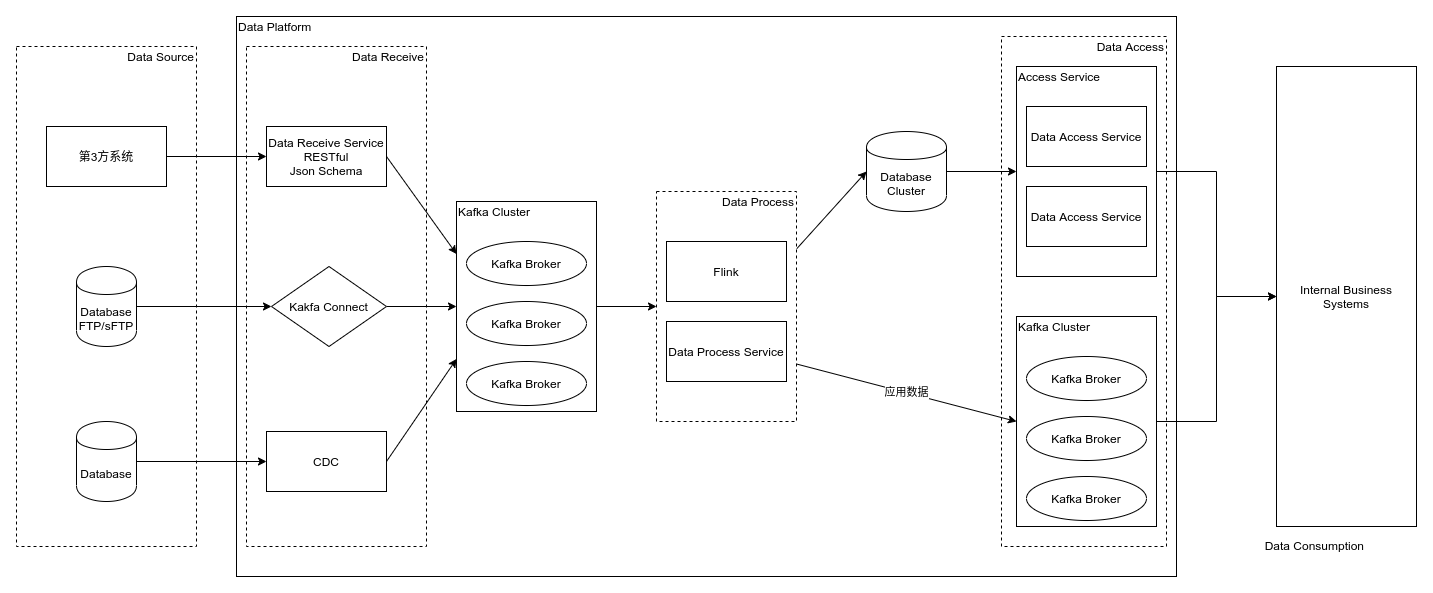 Data Platform
Data Source
Data Receive
Data Access
Access Service
第3方系统
Data Receive Service
RESTful
Json Schema
Data Access Service
Database
Cluster
Data Access Service
Kafka Cluster
Data Process
Kafka Broker
Flink
Database
FTP/sFTP
Kakfa Connect
Kafka Broker
Internal Business
Systems
Kafka Cluster
Data Process Service
Kafka Broker
Kafka Broker
应用数据
Kafka Broker
Database
CDC
Kafka Broker
Data Consumption